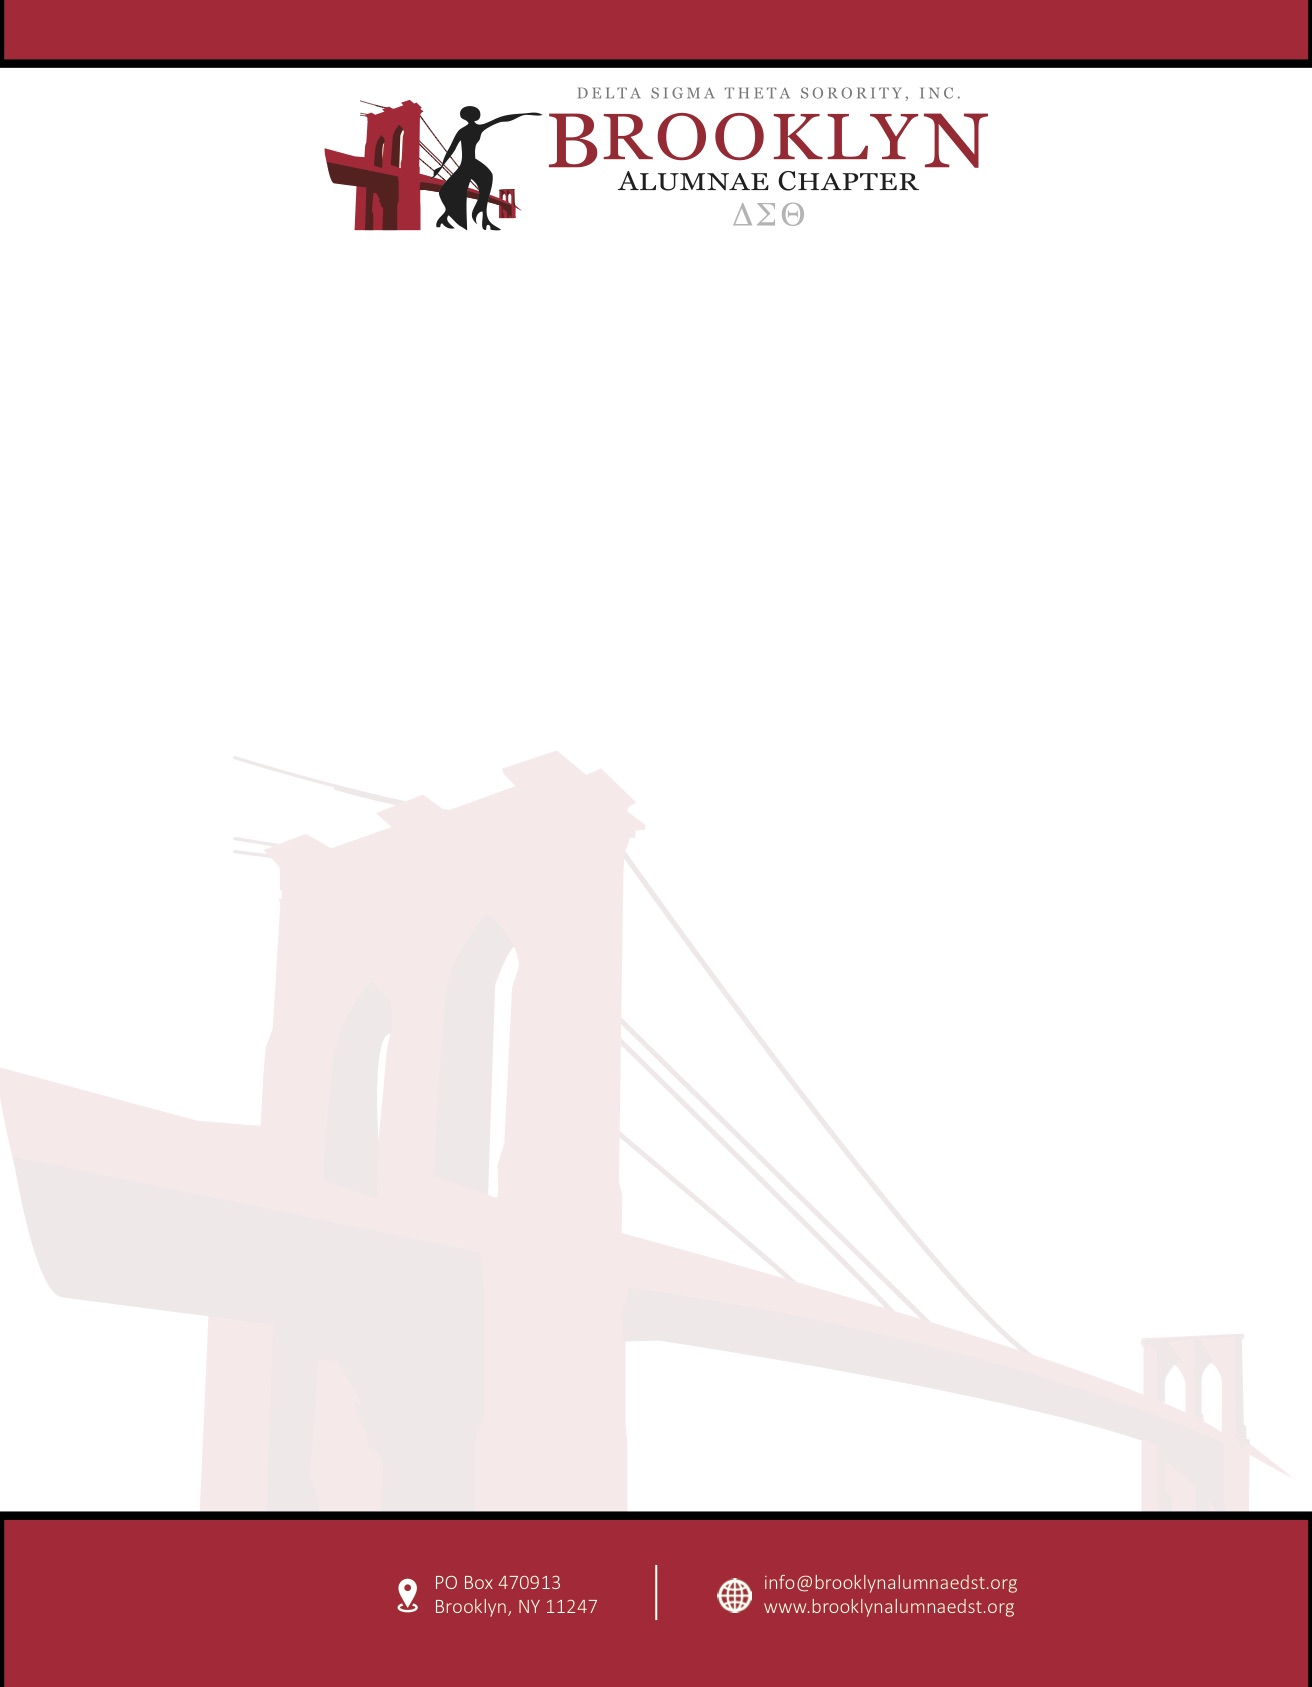 DELTA SIGMA THETA SORORITY, INC.
BROOKLYN
ALUMNAE CHAPTER
ΔΣΘ
PO Box 470913
Brooklyn, NY 11247
info@brooklynalumnaedst.org
www.brooklynalumnaedst.org